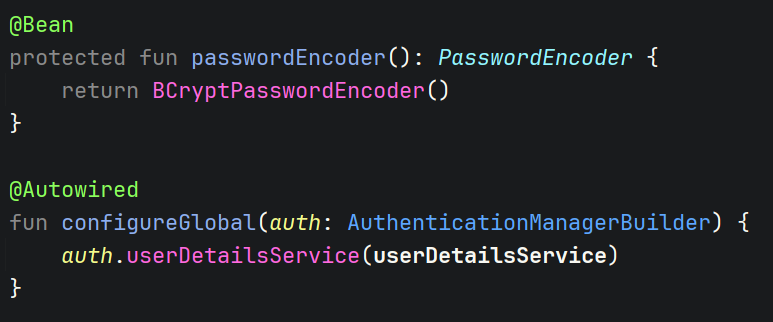 @Bean
protected fun passwordEncoder(): PasswordEncoder {
    return BCryptPasswordEncoder()
}
@Autowired
fun configureGlobal(auth: AuthenticationManagerBuilder) {
    auth.userDetailsService(userDetailsService)
}